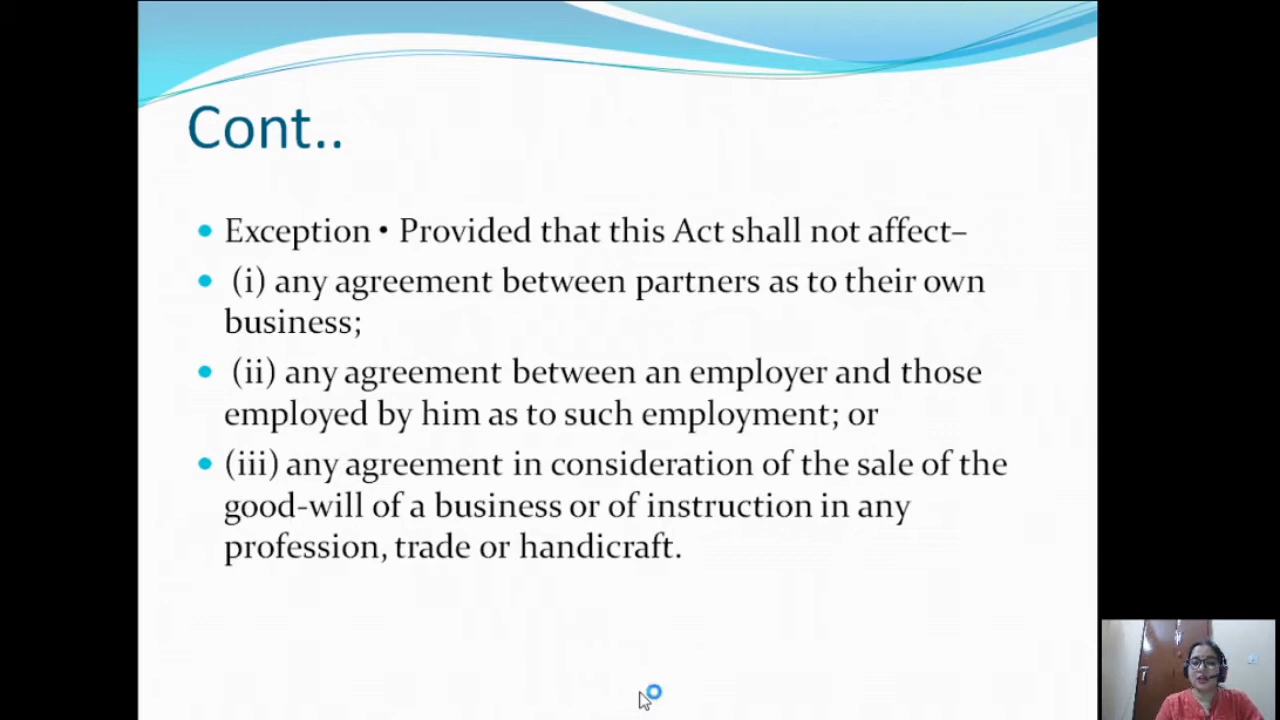 Cont..
• Exception • Provided that this Act shall not affect–
• (i) any agreement between partners as to their own
business;
• (ii) any agreement between an employer and those
employed by him as to such employment; or
• (iii) any agreement in consideration of the sale of the
good-will of a business or of instruction in any
profession, trade or handicraft.